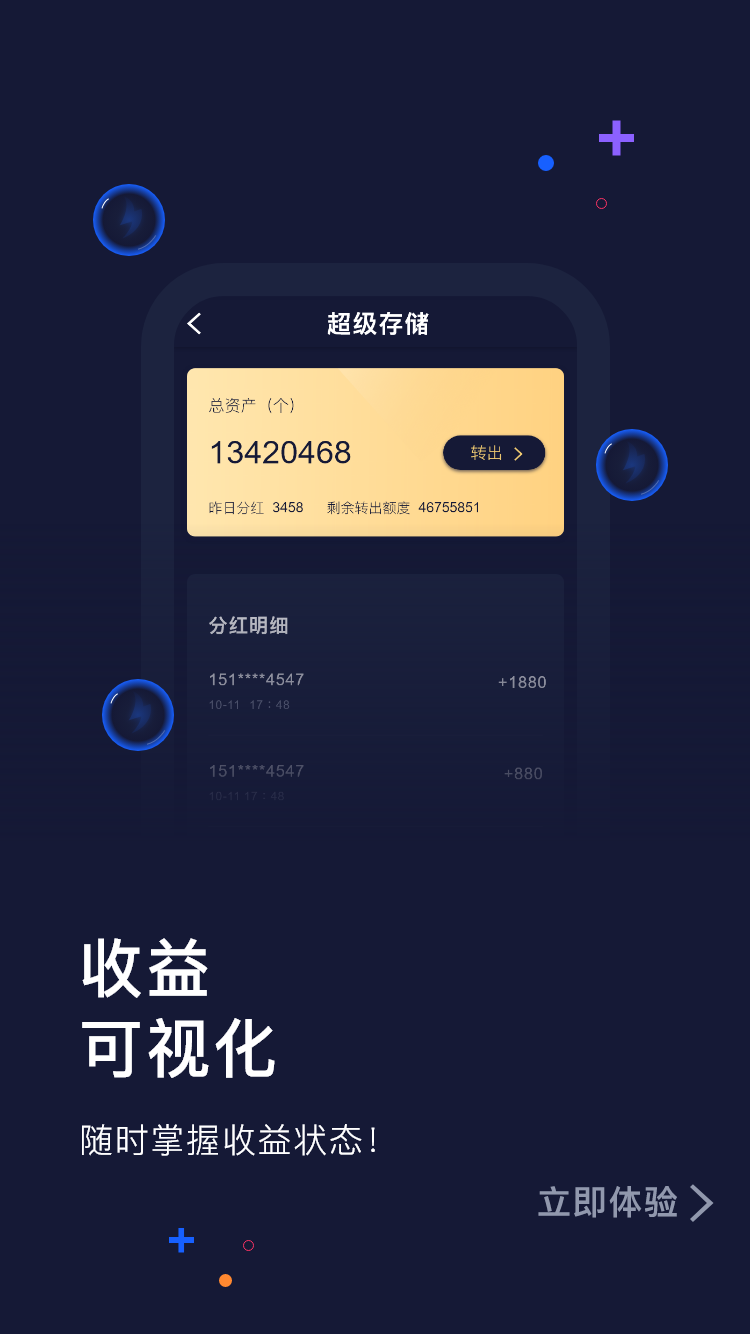 超级存储
总资产（个）
13420468
转出
昨日分红 3458 剩余转出额度 46755851
分红明细
151****4547 +1880
10-11 17：48
151****4547 +880
10-11 17：48
收益
可视化
随时掌握收益状态！
立即体验